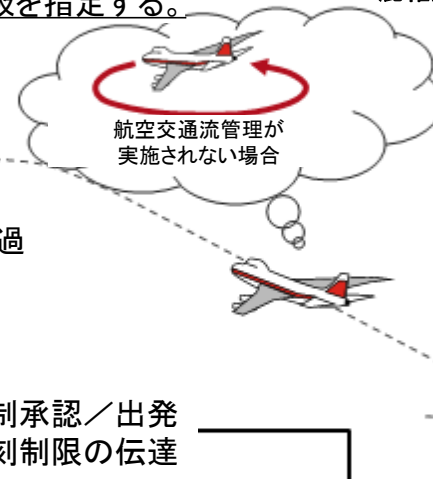 を指定する。
航空交通流管理が
実施されない場合
過
制承認／出発
刻制限の伝達